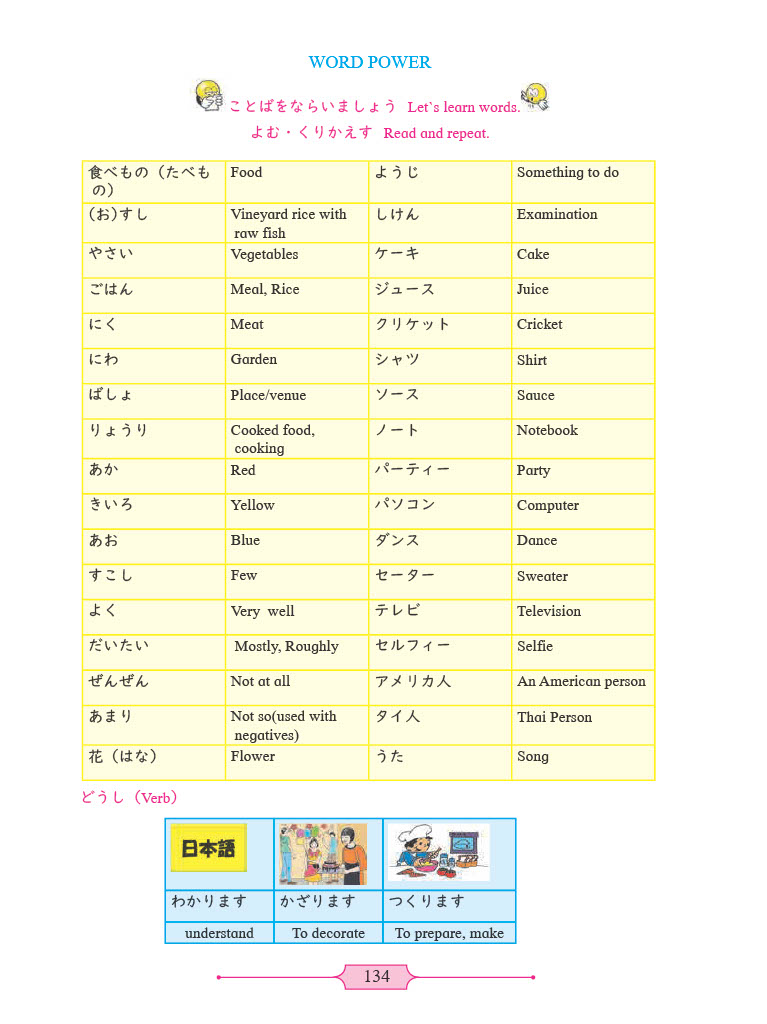 WORD POWER
ことばをならいましょう Let`s learn words.
よむ・くりかえす Read and repeat.
食べもの（たべも Food ようじ Something to do
の）
(お)すし Vineyard rice with しけん Examination
raw fish
やさい Vegetables ケーキ Cake
ごはん Meal, Rice ジュース Juice
にく Meat クリケット Cricket
にわ Garden シャツ Shirt
ばしょ Place/venue ソース Sauce
りょうり Cooked food, ノート Notebook
cooking
あか Red パーティー Party
きいろ Yellow パソコン Computer
あお Blue ダンス Dance
すこし Few セーター Sweater
よく Very well テレビ Television
だいたい Mostly, Roughly セルフィー Selfie
ぜんぜん Not at all アメリカ人 An American person
あまり Not so(used with タイ人 Thai Person
negatives)
花（はな） Flower うた Song
どうし（Verb）
日本語
わかります かざります つくります
understand To decorate To prepare, make
134